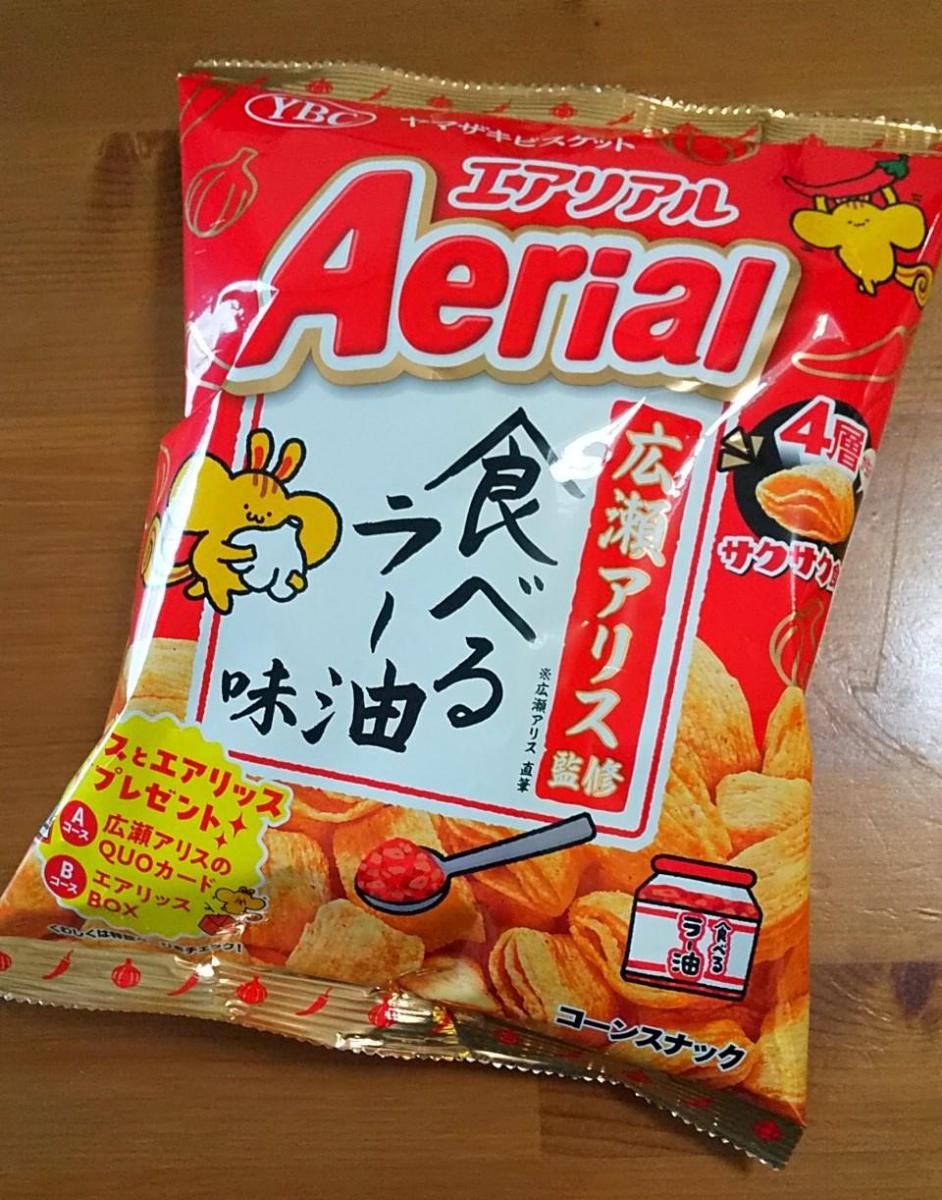 YBC
ヤマザキビスケット
エアリアル
Aerial
4層
サクサク
広瀬アリス監修
食べる
ラー油
味
※広瀬アリス 直筆
スとエアリッス
プレゼント
Aコース
広瀬アリスの
QUOカード
Bコース
エアリッス
BOX
食べる
ラー油
コーンスナック